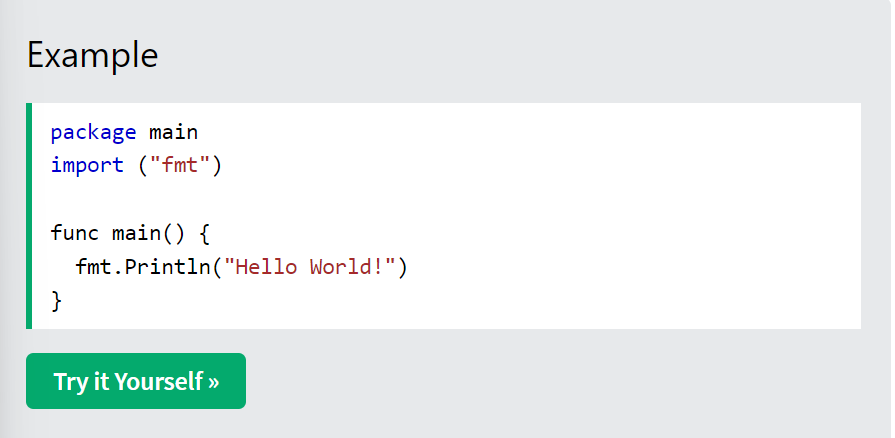 Example
package main
import ("fmt")

func main() {
  fmt.Println("Hello World!")
}
Try it Yourself »